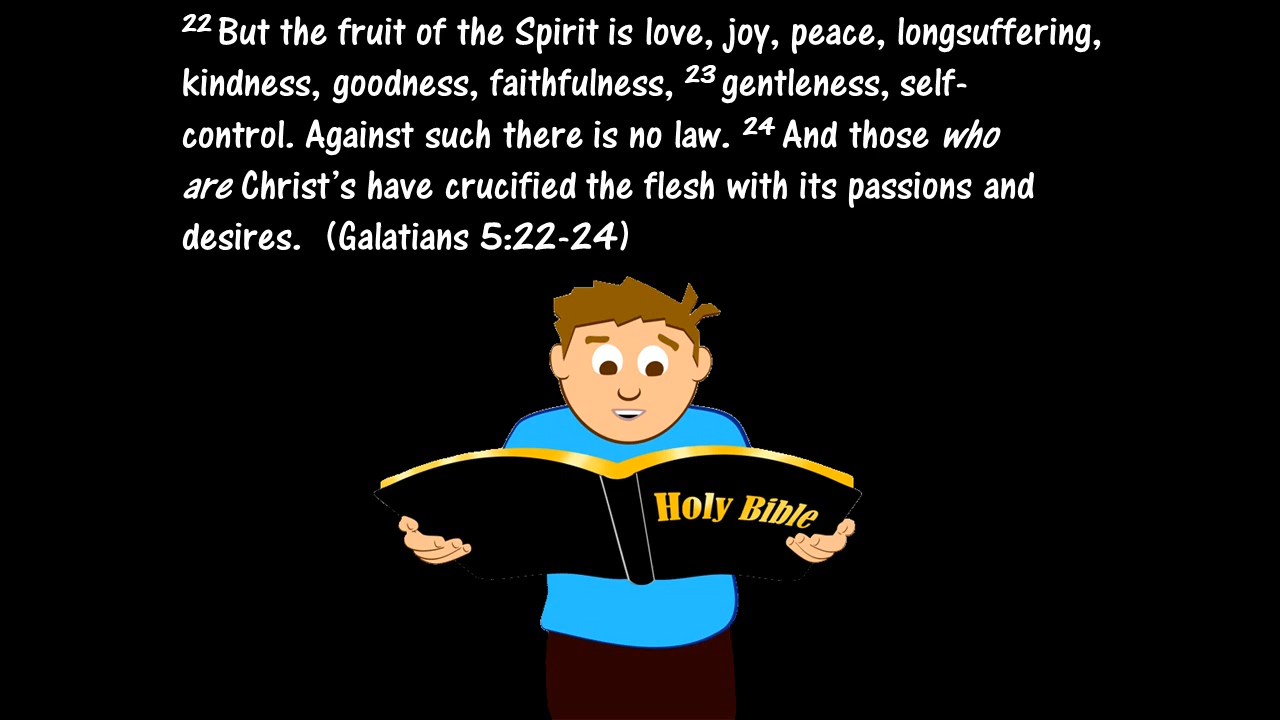 22 But the fruit of the Spirit is love, joy, peace, longsuffering,
kindness, goodness, faithfulness, 23 gentleness, self-
control. Against such there is no law. 24 And those who
are Christ’s have crucified the flesh with its passions and
desires. (Galatians 5:22-24)
Holy Bible